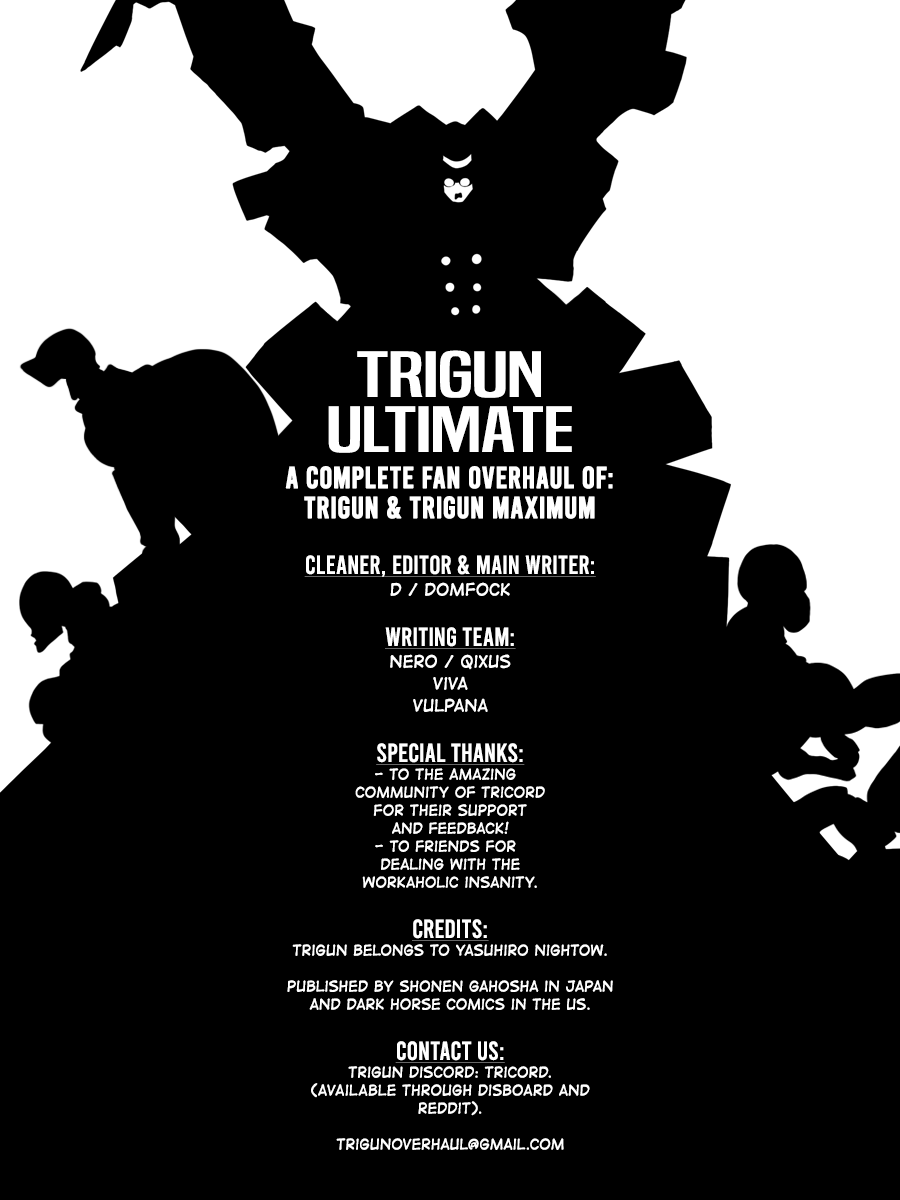 TRIGUN
ULTIMATE
A COMPLETE FAN OVERHAUL OF:
TRIGUN & TRIGUN MAXIMUM
CLEANER, EDITOR & MAIN WRITER:
D / DOMFOCK
WRITING TEAM:
NERO / QIXUS
VIVA
VULPANA
SPECIAL THANKS:
- TO THE AMAZING
COMMUNITY OF TRICORD
FOR THEIR SUPPORT
AND FEEDBACK!
- TO FRIENDS FOR
DEALING WITH THE
WORKAHOLIC INSANITY.
CREDITS:
TRIGUN BELONGS TO YASUHIRO NIGHTOW.
PUBLISHED BY SHONEN GAHOSHA IN JAPAN
AND DARK HORSE COMICS IN THE US.
CONTACT US:
TRIGUN DISCORD: TRICORD.
(AVAILABLE THROUGH DISBOARD AND
REDDIT).
TRIGUNOVERHAUL@GMAIL.COM